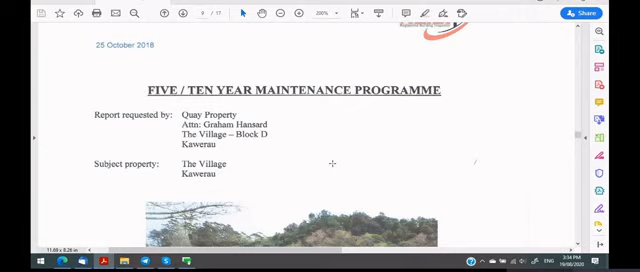 9 / 17
200%
Share
25 October 2018
FIVE / TEN YEAR MAINTENANCE PROGRAMME
Report requested by: Quay Property
Attn: Graham Hansard
The Village – Block D
Kawerau
Subject property: The Village
Kawerau
11.69 x 8.26 in
3:34 PM
19/08/2020